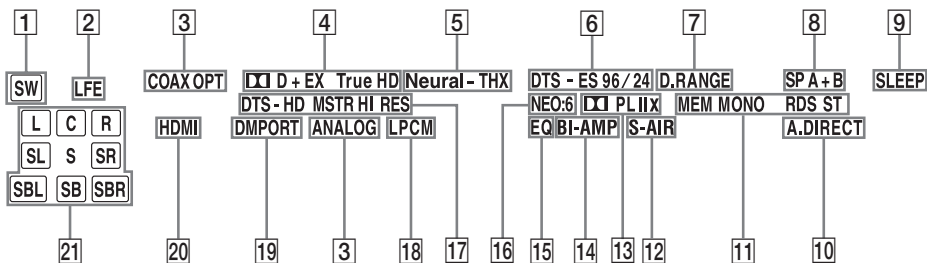 1 2 3 4 5 6 7 8 9
SW LFE COAX OPT D + EX True HD Neural - THX DTS - ES 96 / 24 D.RANGE SP A + B SLEEP
DTS - HD MSTR HI RES NEO:6 PL II X MEM MONO RDS ST
L C R HDMI DMPORT ANALOG LPCM EQ BI-AMP S-AIR A.DIRECT
SL S SR
SBL SB SBR
21 20 19 3 18 17 16 15 14 13 12 11 10